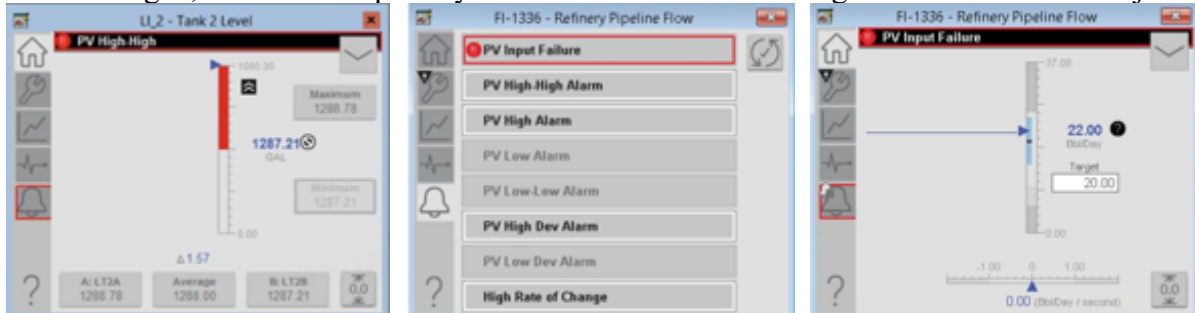 LI_2 - Tank 2 Level
PV High-High
1000.00
Maximum
1288.78
1287.21
GAL
Minimum
1287.21
0.00
Δ 1.57
A: LT2A
1288.78
Average
1288.00
B: LT2B
1287.21
0.0
?
FI-1336 - Refinery Pipeline Flow
PV Input Failure
PV High-High Alarm
PV High Alarm
PV Low Alarm
PV Low-Low Alarm
PV High Dev Alarm
PV Low Dev Alarm
High Rate of Change
?
FI-1336 - Refinery Pipeline Flow
PV Input Failure
37.08
22.00 ?
Bbl/Day
Target
20.00
0.00
-1.00 0 1.00
0.00 (Bbl/Day / second)
0.0
?